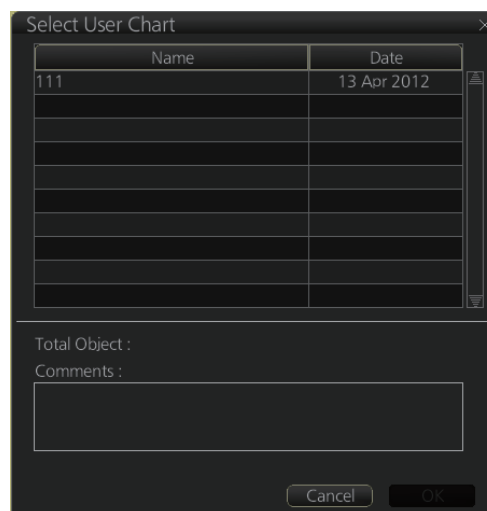 Select User Chart
Name Date
111 13 Apr 2012
Total Object :
Comments :
Cancel OK